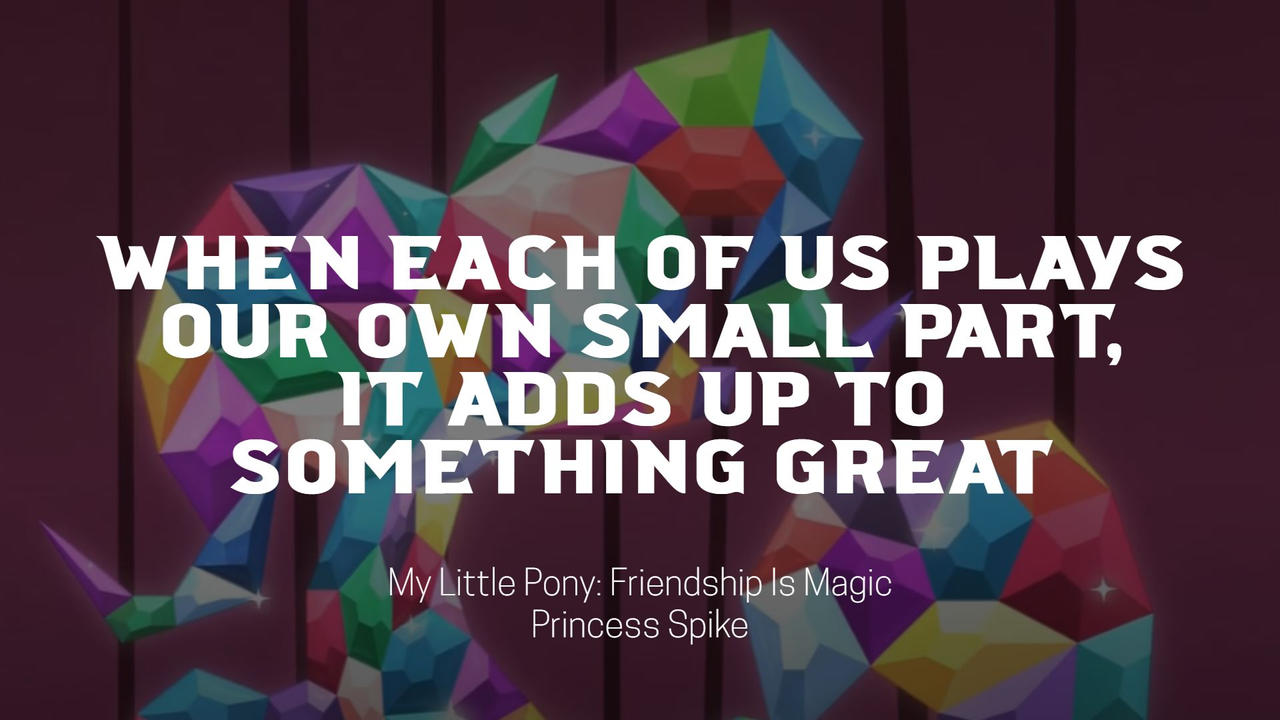 WHEN EACH OF US PLAYS
OUR OWN SMALL PART,
IT ADDS UP TO
SOMETHING GREAT
My Little Pony: Friendship Is Magic
Princess Spike